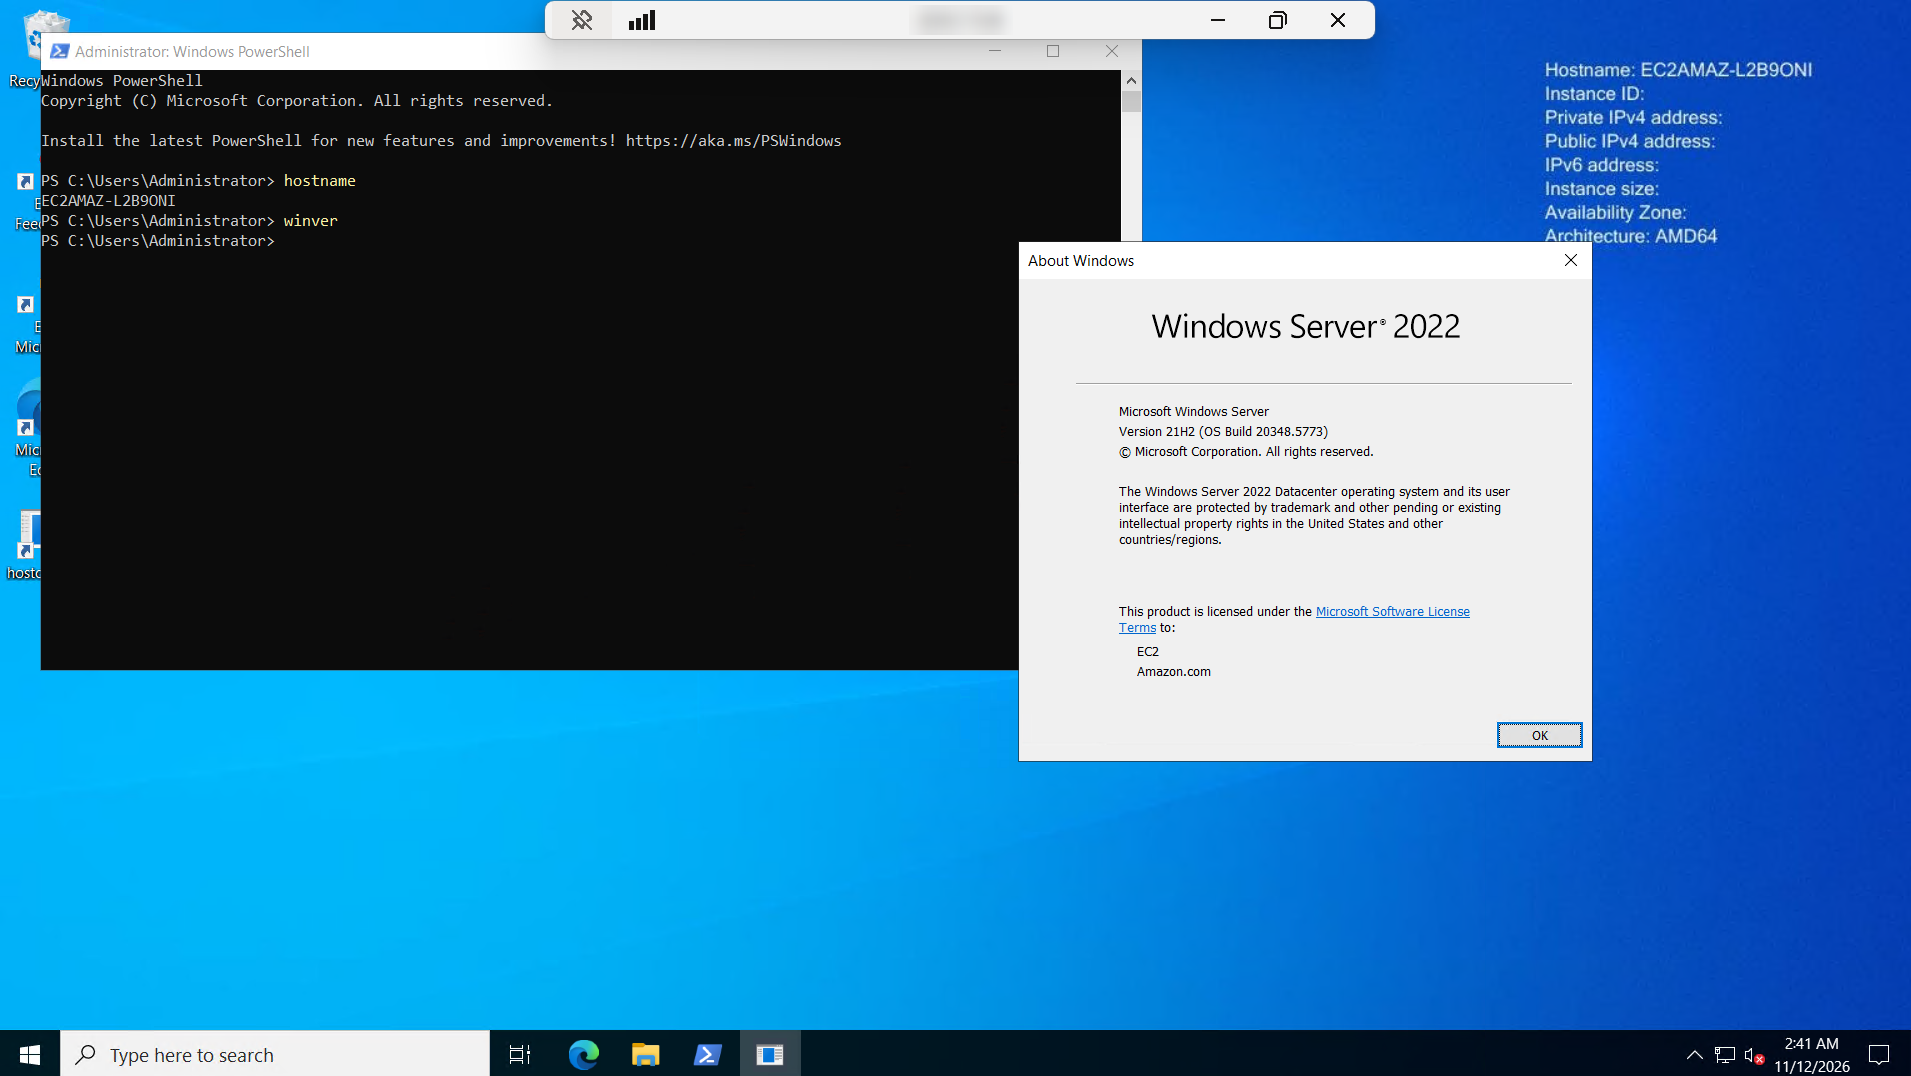 Administrator: Windows PowerShell
Recy
Windows PowerShell
Copyright (C) Microsoft Corporation. All rights reserved.
Install the latest PowerShell for new features and improvements! https://aka.ms/PSWindows
PS C:\Users\Administrator> hostname
EC2AMAZ-L2B9ONI
PS C:\Users\Administrator> winver
PS C:\Users\Administrator>
E
Feed
E
Mic
Mic
Ed
hostc
Hostname: EC2AMAZ-L2B9ONI
Instance ID:
Private IPv4 address:
Public IPv4 address:
IPv6 address:
Instance size:
Availability Zone:
Architecture: AMD64
About Windows
Windows Server® 2022
Microsoft Windows Server
Version 21H2 (OS Build 20348.5773)
© Microsoft Corporation. All rights reserved.
The Windows Server 2022 Datacenter operating system and its user
interface are protected by trademark and other pending or existing
intellectual property rights in the United States and other
countries/regions.
This product is licensed under the Microsoft Software License
Terms to:
EC2
Amazon.com
OK
Type here to search
2:41 AM
11/12/2026